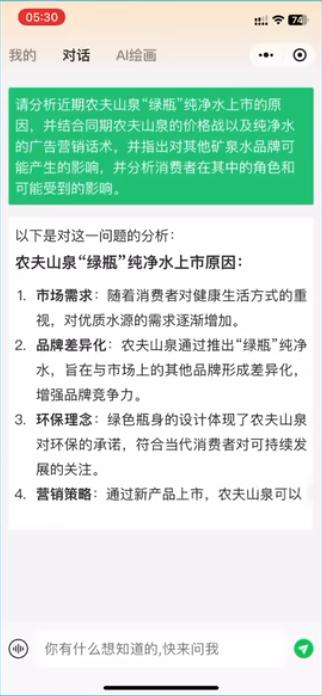 05:30
74
我的 对话 AI绘画
请分析近期农夫山泉“绿瓶”纯净水上市的原
因，并结合同期农夫山泉的价格战以及纯净水
的广告营销话术，并指出对其他矿泉水品牌可
能产生的影响，并分析消费者在其中的角色和
可能受到的影响。
以下是对这一问题的分析：
农夫山泉“绿瓶”纯净水上市原因：
1. 市场需求：随着消费者对健康生活方式的重
视，对优质水源的需求逐渐增加。
2. 品牌差异化：农夫山泉通过推出“绿瓶”纯净
水，旨在与市场上的其他品牌形成差异化，
增强品牌竞争力。
3. 环保理念：绿色瓶身的设计体现了农夫山泉
对环保的承诺，符合当代消费者对可持续发
展的关注。
4. 营销策略：通过新产品上市，农夫山泉可以
你有什么想知道的,快来问我